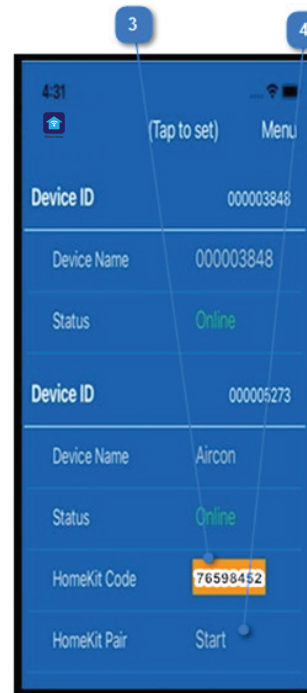 3
4
4:31
(Tap to set) Menu
Device ID 000003848
Device Name 000003848
Status Online
Device ID 000005273
Device Name Aircon
Status Online
HomeKit Code 76598452
HomeKit Pair Start